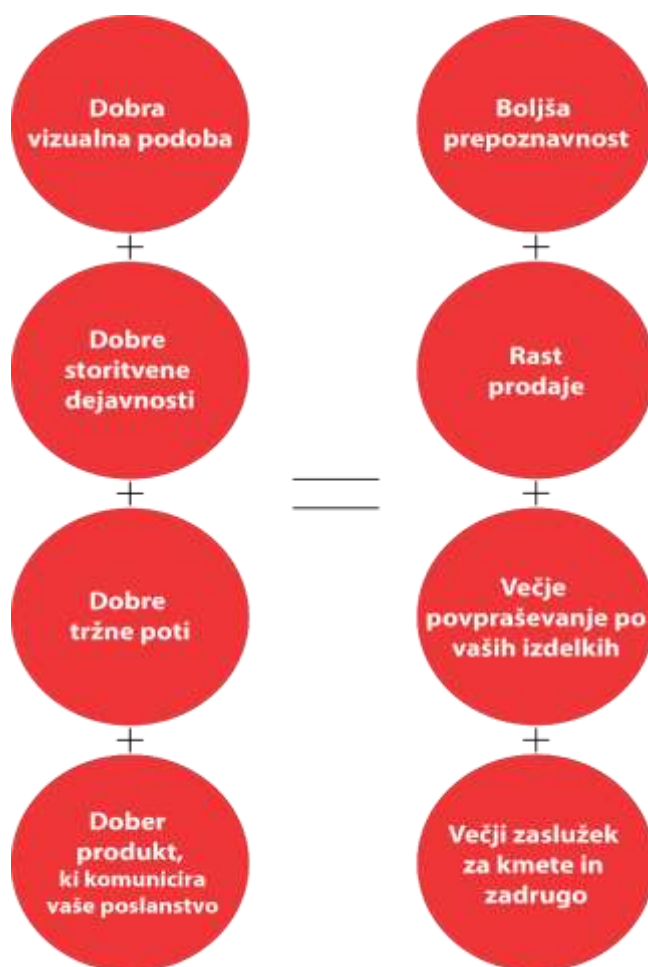 Dobra
vizualna podoba
+
Dobre
storitvene
dejavnosti
+
Dobre
tržne poti
+
Dober
produkt,
ki komunicira
vaše poslanstvo
=
Boljša
prepoznavnost
+
Rast
prodaje
+
Večje
povpraševanje po
vaših izdelkih
+
Večji zaslužek
za kmete in
zadrugo